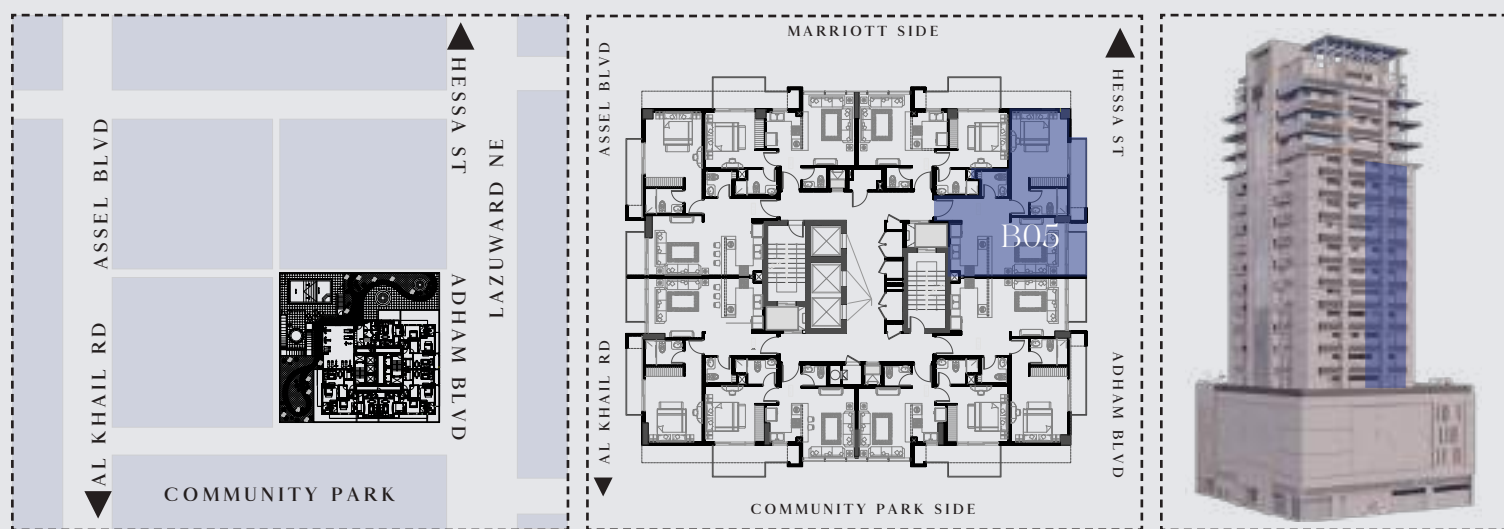 HESSA ST
ASSEL BLVD
LAZUWARD NE
ADHAM BLVD
AL KHAIL RD
COMMUNITY PARK
MARRIOTT SIDE
ASSEL BLVD
HESSA ST
B05
AL KHAIL RD
ADHAM BLVD
COMMUNITY PARK SIDE